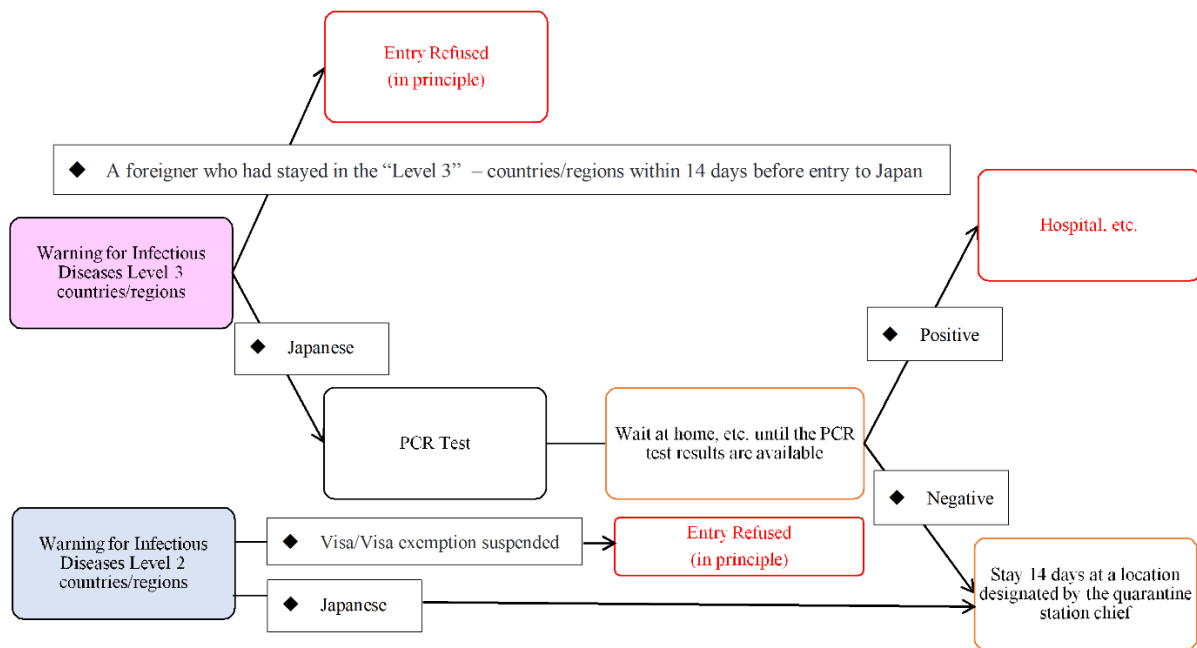 Entry Refused
(in principle)
◆ A foreigner who had stayed in the “Level 3” – countries/regions within 14 days before entry to Japan
Warning for Infectious
Diseases Level 3
countries/regions
Hospital, etc.
◆ Japanese
◆ Positive
PCR Test
Wait at home, etc. until the PCR
test results are available
◆ Negative
Warning for Infectious
Diseases Level 2
countries/regions
◆ Visa/Visa exemption suspended
Entry Refused
(in principle)
◆ Japanese
Stay 14 days at a location
designated by the quarantine
station chief